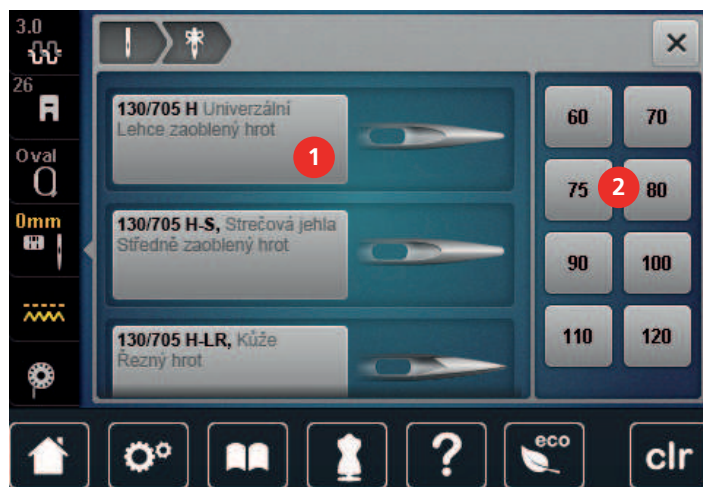 3.0
26
Oval
0mm
130/705 H Univerzální
Lehce zaoblený hrot
1
130/705 H-S, Strečová jehla
Středně zaoblený hrot
130/705 H-LR, Kůže
Řezný hrot
60 70
75 2 80
90 100
110 120
? eco clr